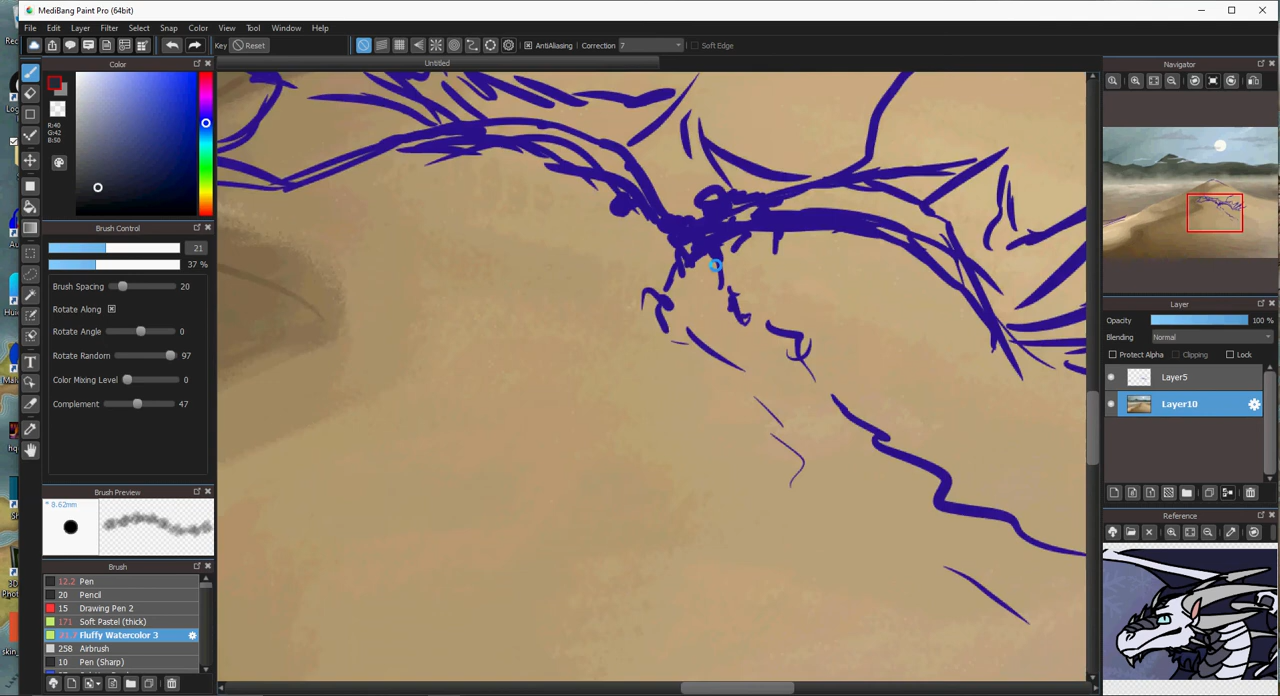 MediBang Paint Pro (64bit)
File Edit Layer Filter Select Snap Color View Tool Window Help
Key Reset AntiAliasing Correction 7 Soft Edge
Color
Untitled
Navigator
R:40
G:42
B:50
Brush Control
21
37 %
Brush Spacing 20
Rotate Along
Rotate Angle 0
Rotate Random 97
Color Mixing Level 0
Complement 47
Layer
Opacity 100 %
Blending Normal
Protect Alpha Clipping Lock
Layer5
Layer10
Brush Preview
* 8.62mm
Reference
Brush
12.2 Pen
20 Pencil
15 Drawing Pen 2
171 Soft Pastel (thick)
Fluffy Watercolor 3
258 Airbrush
10 Pen (Sharp)